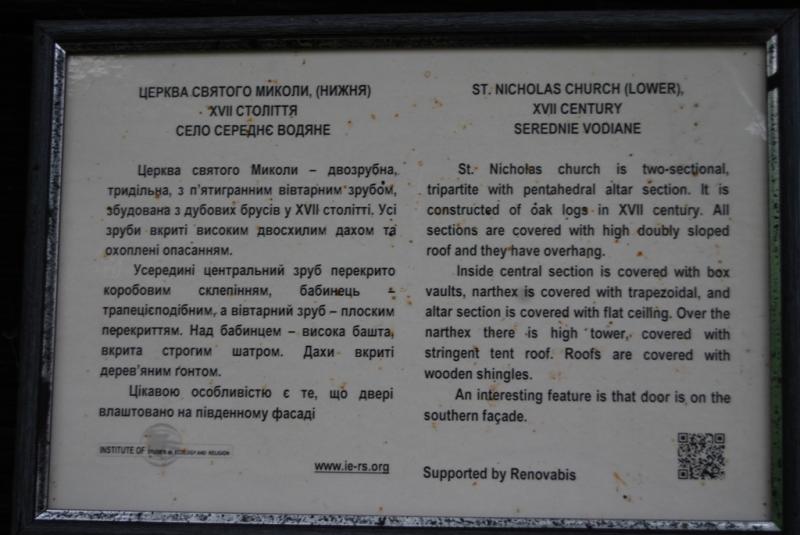 ЦЕРКВА СВЯТОГО МИКОЛИ, (НИЖНЯ)
XVII СТОЛІТТЯ
СЕЛО СЕРЕДНЄ ВОДЯНЕ
Церква святого Миколи – двозрубна,
тридільна, з п’ятигранним вівтарним зрубом,
збудована з дубових брусів у XVII столітті. Усі
зруби вкриті високим двосхилим дахом та
охоплені опасанням.
Усередині центральний зруб перекрито
коробовим склепінням, бабинець –
трапецієподібним, а вівтарний зруб – плоским
перекриттям. Над бабинцем – висока башта,
вкрита строгим шатром. Дахи вкриті
дерев’яним ґонтом.
Цікавою особливістю є те, що двері
влаштовано на південному фасаді
INSTITUTE OF STUDIES IN ECOLOGY AND RELIGION
www.ie-rs.org
ST. NICHOLAS CHURCH (LOWER),
XVII CENTURY
SEREDNIE VODIANE
St. Nicholas church is two-sectional,
tripartite with pentahedral altar section. It is
constructed of oak logs in XVII century. All
sections are covered with high doubly sloped
roof and they have overhang.
Inside central section is covered with box
vaults, narthex is covered with trapezoidal, and
altar section is covered with flat ceiling. Over the
narthex there is high tower, covered with
stringent tent roof. Roofs are covered with
wooden shingles.
An interesting feature is that door is on the
southern façade.
Supported by Renovabis